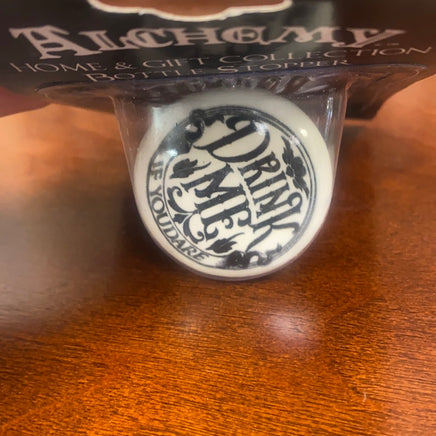 ALCHEMY
HOME & GIFT COLLECTION
BOTTLE STOPPER
DRINK
ME
IF YOU DARE